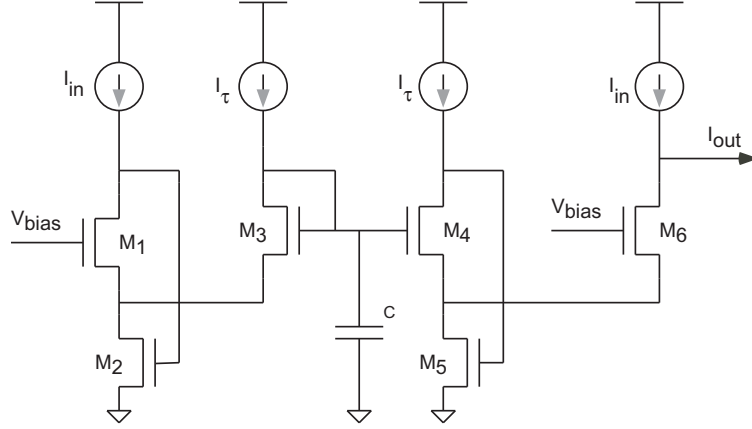 I_in
I_τ
I_τ
I_in
I_out
V_bias
M_1
M_3
M_4
V_bias
M_6
C
M_2
M_5